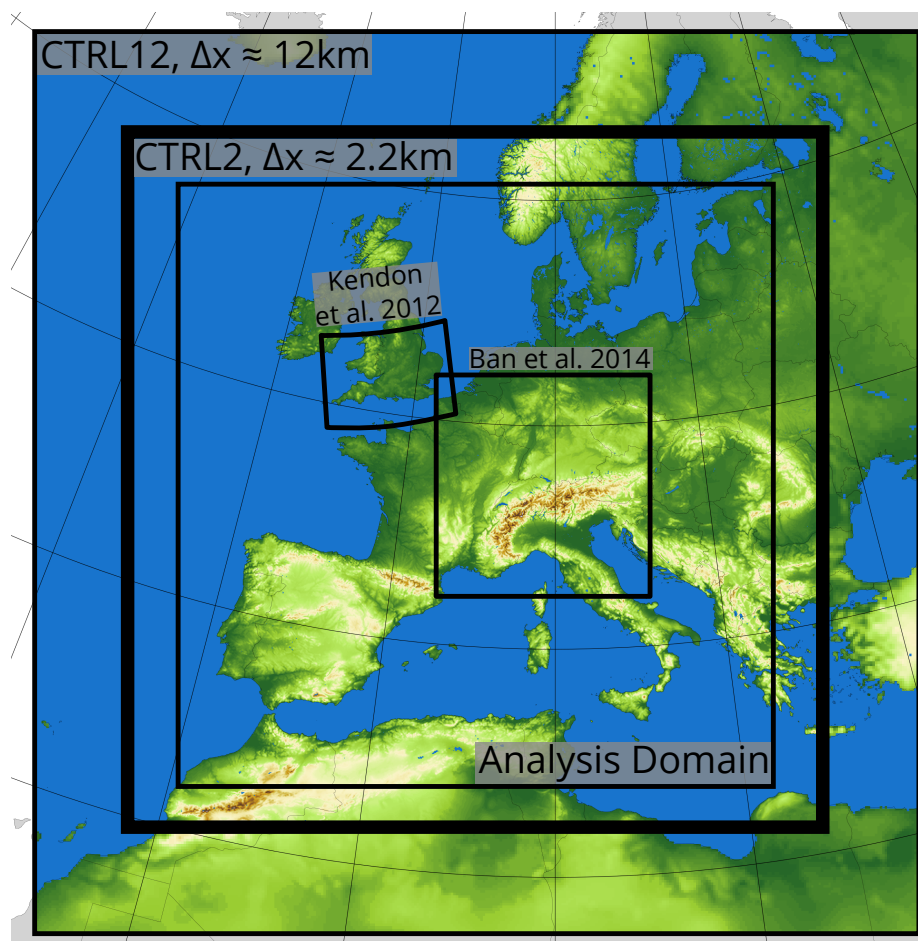 CTRL12, Δx ≈ 12km
CTRL2, Δx ≈ 2.2km
Kendon
et al. 2012
Ban et al. 2014
Analysis Domain